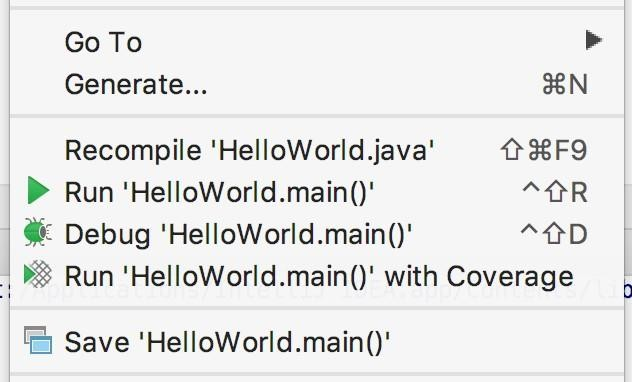 Go To
Generate... ⌘N
Recompile 'HelloWorld.java' ⇧⌘F9
Run 'HelloWorld.main()' ^⇧R
Debug 'HelloWorld.main()' ^⇧D
Run 'HelloWorld.main()' with Coverage
Save 'HelloWorld.main()'